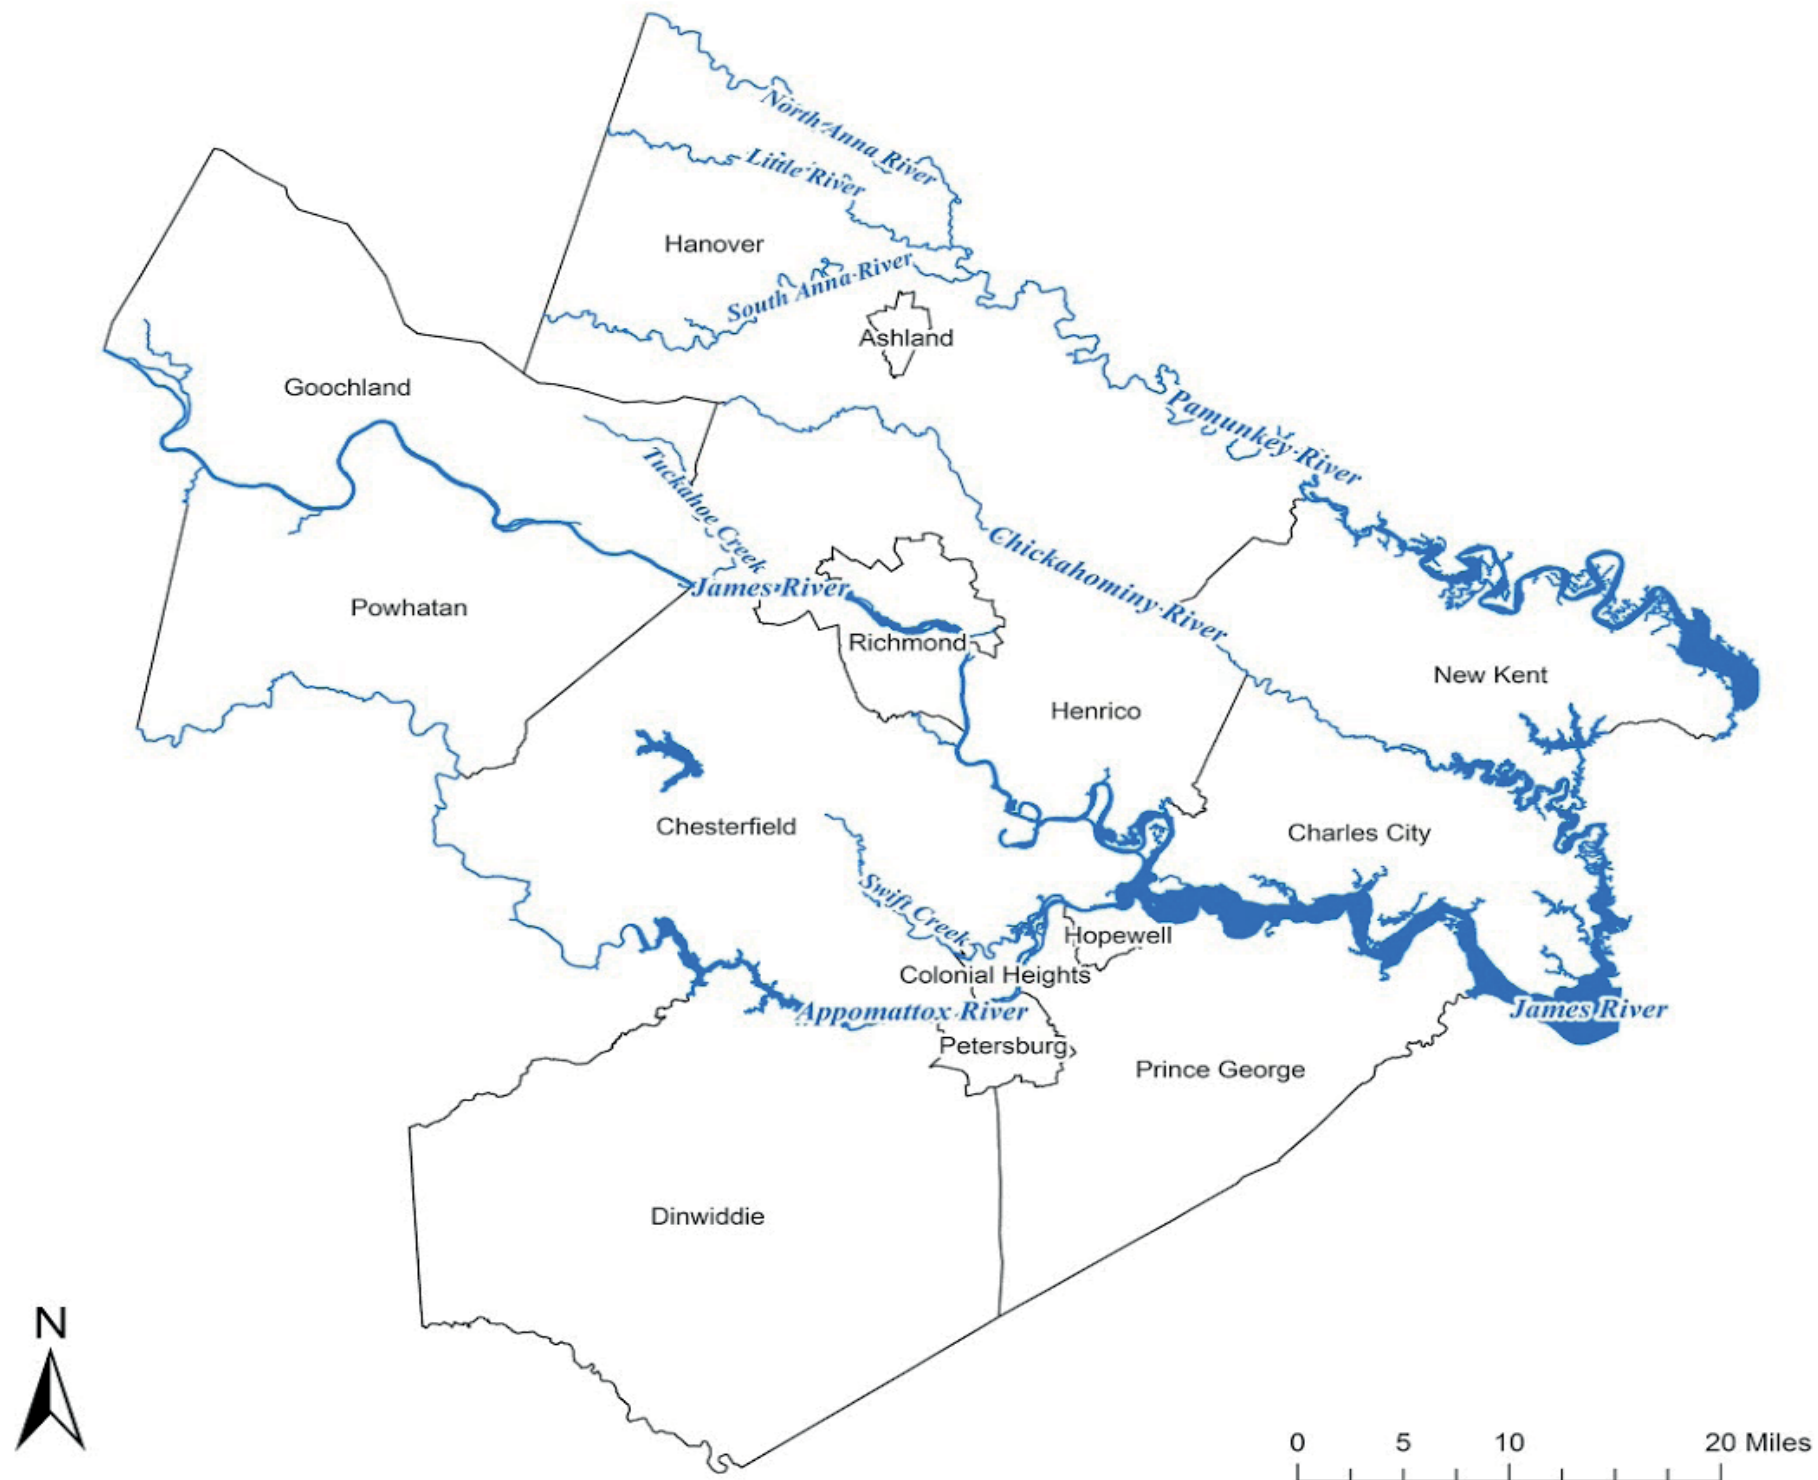 North Anna River
Little River
Hanover
South Anna River
Ashland
Goochland
Pamunkey River
Tuckahoe Creek
Chickahominy River
James River
Powhatan
Richmond
New Kent
Henrico
Chesterfield
Charles City
Swift Creek
Hopewell
Colonial Heights
Appomattox River
James River
Petersburg
Prince George
Dinwiddie
N
0 5 10 20 Miles